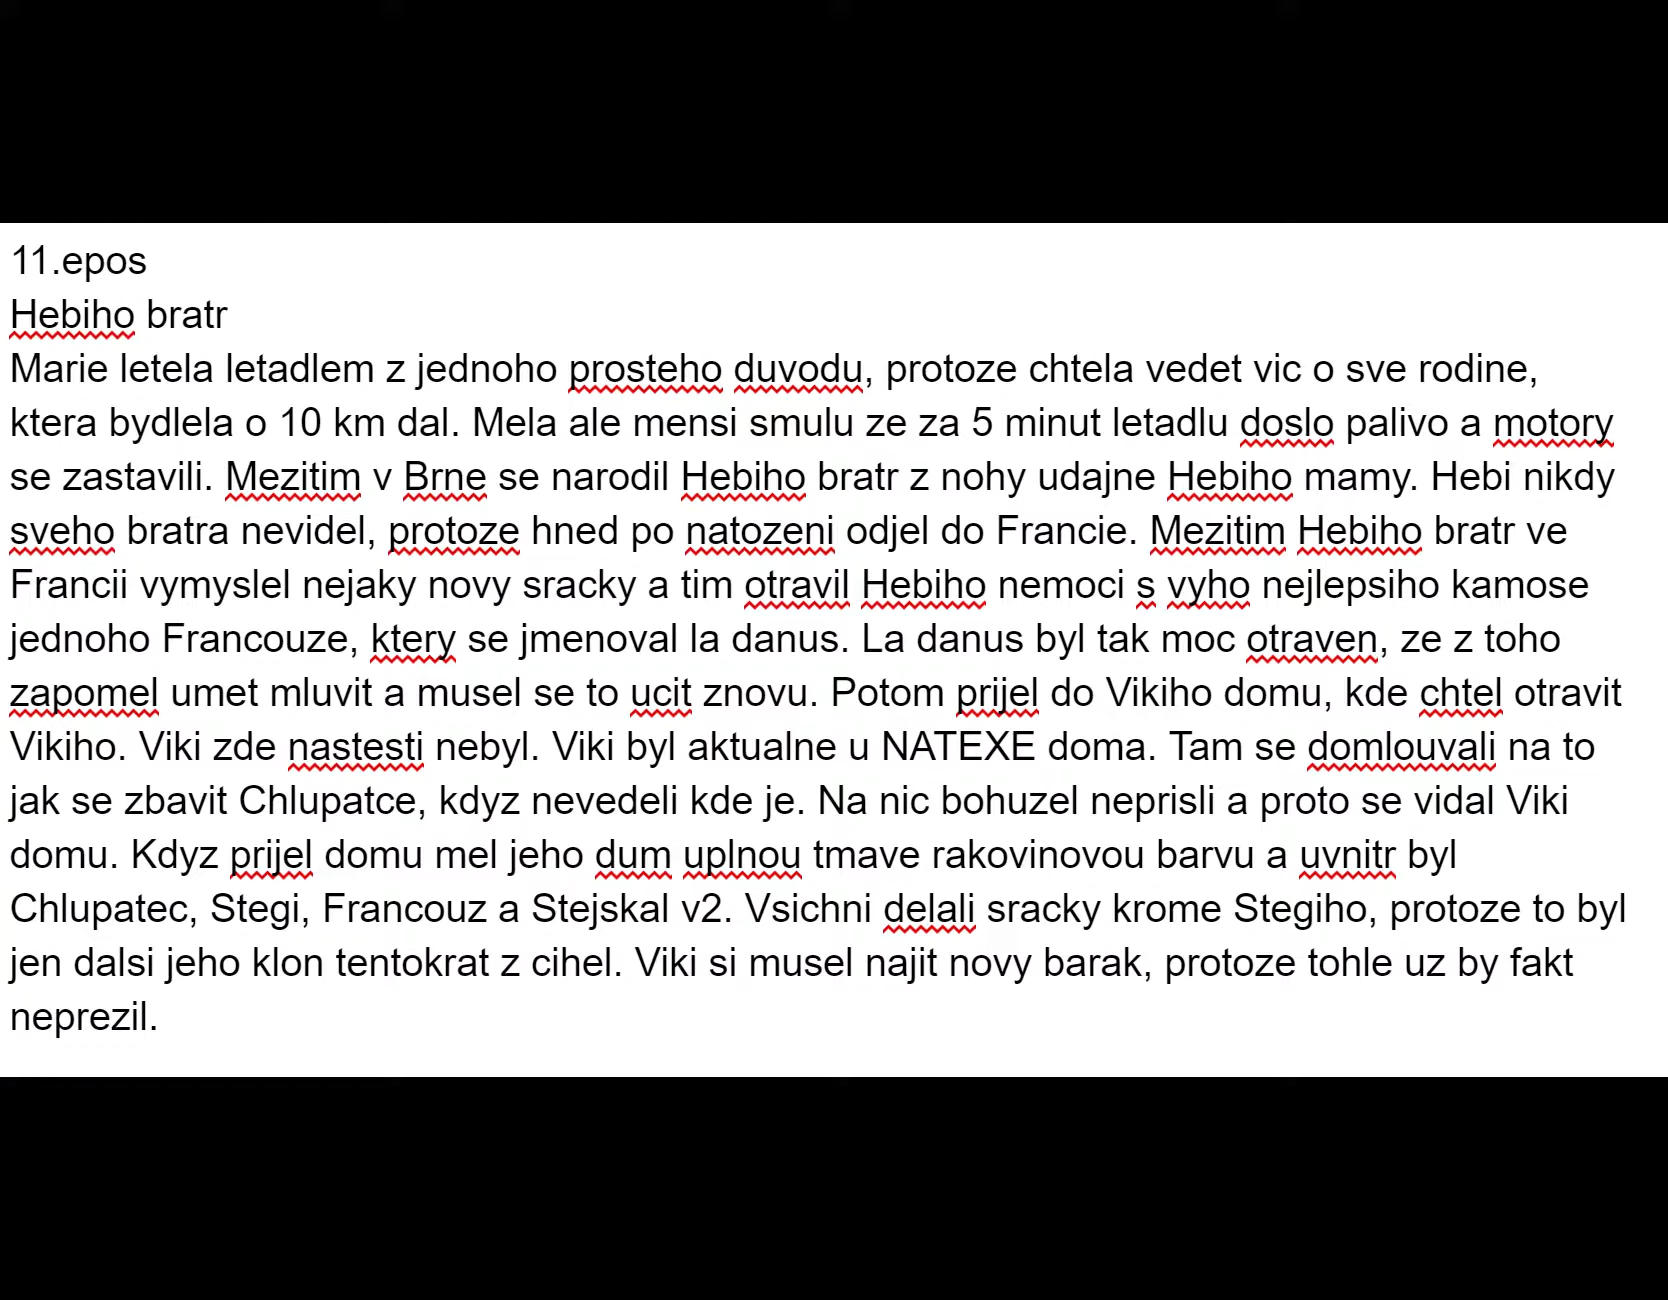 11.epos
Hebiho bratr
Marie letela letadlem z jednoho prosteho duvodu, protoze chtela vedet vic o sve rodine,
ktera bydlela o 10 km dal. Mela ale mensi smulu ze za 5 minut letadlu doslo palivo a motory
se zastavili. Mezitim v Brne se narodil Hebiho bratr z nohy udajne Hebiho mamy. Hebi nikdy
sveho bratra nevidel, protoze hned po natozeni odjel do Francie. Mezitim Hebiho bratr ve
Francii vymyslel nejaky novy sracky a tim otravil Hebiho nemoci s vyho nejlepsiho kamose
jednoho Francouze, ktery se jmenoval la danus. La danus byl tak moc otraven, ze z toho
zapomel umet mluvit a musel se to ucit znovu. Potom prijel do Vikiho domu, kde chtel otravit
Vikiho. Viki zde nastesti nebyl. Viki byl aktualne u NATEXE doma. Tam se domlouvali na to
jak se zbavit Chlupatce, kdyz nevedeli kde je. Na nic bohuzel neprisli a proto se vidal Viki
domu. Kdyz prijel domu mel jeho dum uplnou tmave rakovinovou barvu a uvnitr byl
Chlupatec, Stegi, Francouz a Stejskal v2. Vsichni delali sracky krome Stegiho, protoze to byl
jen dalsi jeho klon tentokrat z cihel. Viki si musel najit novy barak, protoze tohle uz by fakt
neprezil.